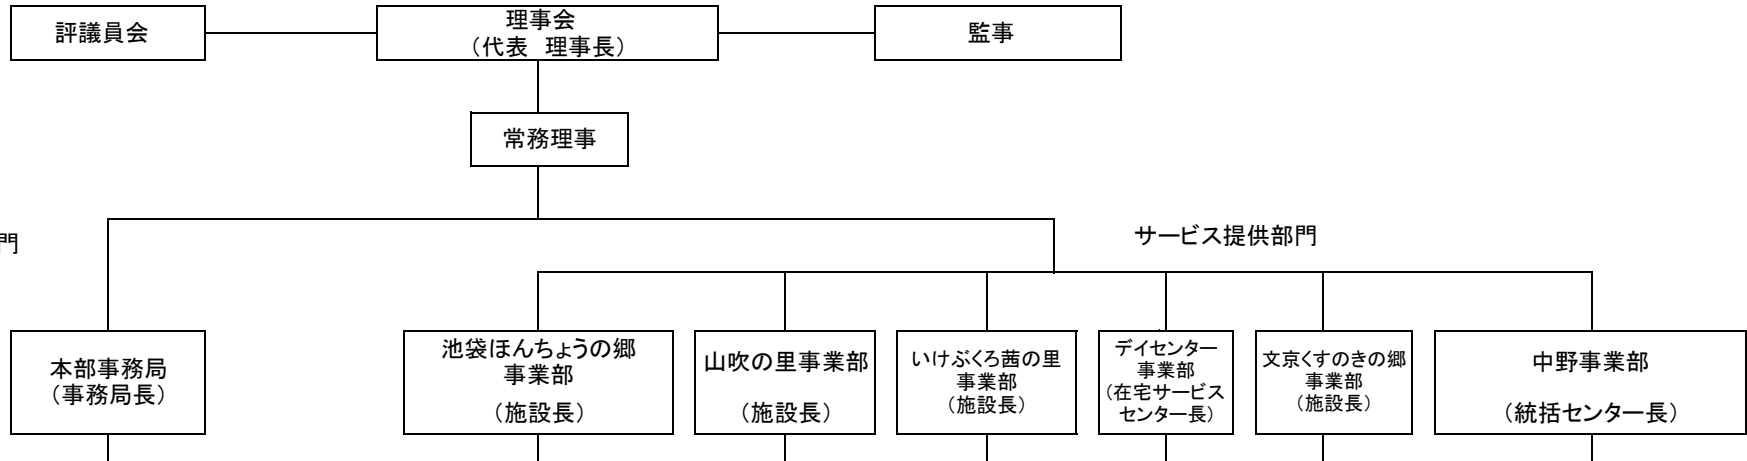 評議員会
理事会
（代表　理事長）
監事
常務理事
門
サービス提供部門
本部事務局
（事務局長）
池袋ほんちょうの郷
事業部
（施設長）
山吹の里事業部
（施設長）
いけぶくろ茜の里
事業部
（施設長）
デイセンター
事業部
（在宅サービス
センター長）
文京くすのきの郷
事業部
（施設長）
中野事業部
（統括センター長）